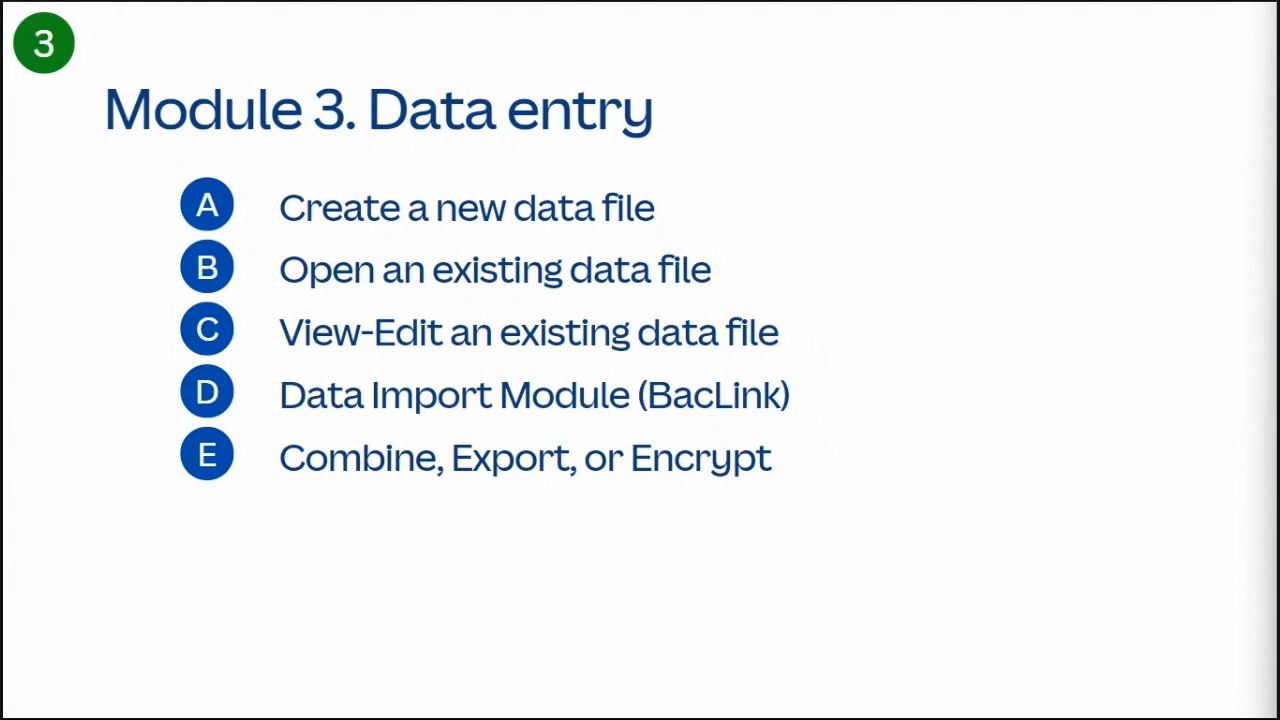 3
Module 3. Data entry
A Create a new data file
B Open an existing data file
C View-Edit an existing data file
D Data Import Module (BacLink)
E Combine, Export, or Encrypt